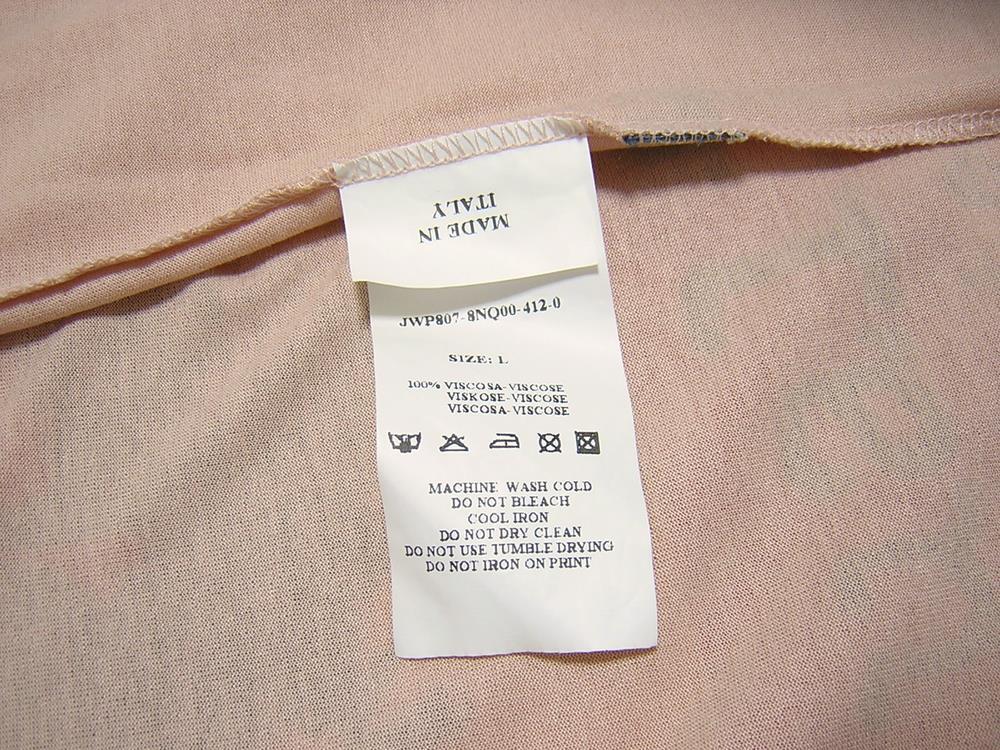 MADE IN
ITALY
JWP807-8NQ00-412-0
SIZE: L
100% VISCOSA-VISCOSE
VISKOSE-VISCOSE
VISCOSA-VISCOSE
MACHINE WASH COLD
DO NOT BLEACH
COOL IRON
DO NOT DRY CLEAN
DO NOT USE TUMBLE DRYING
DO NOT IRON ON PRINT